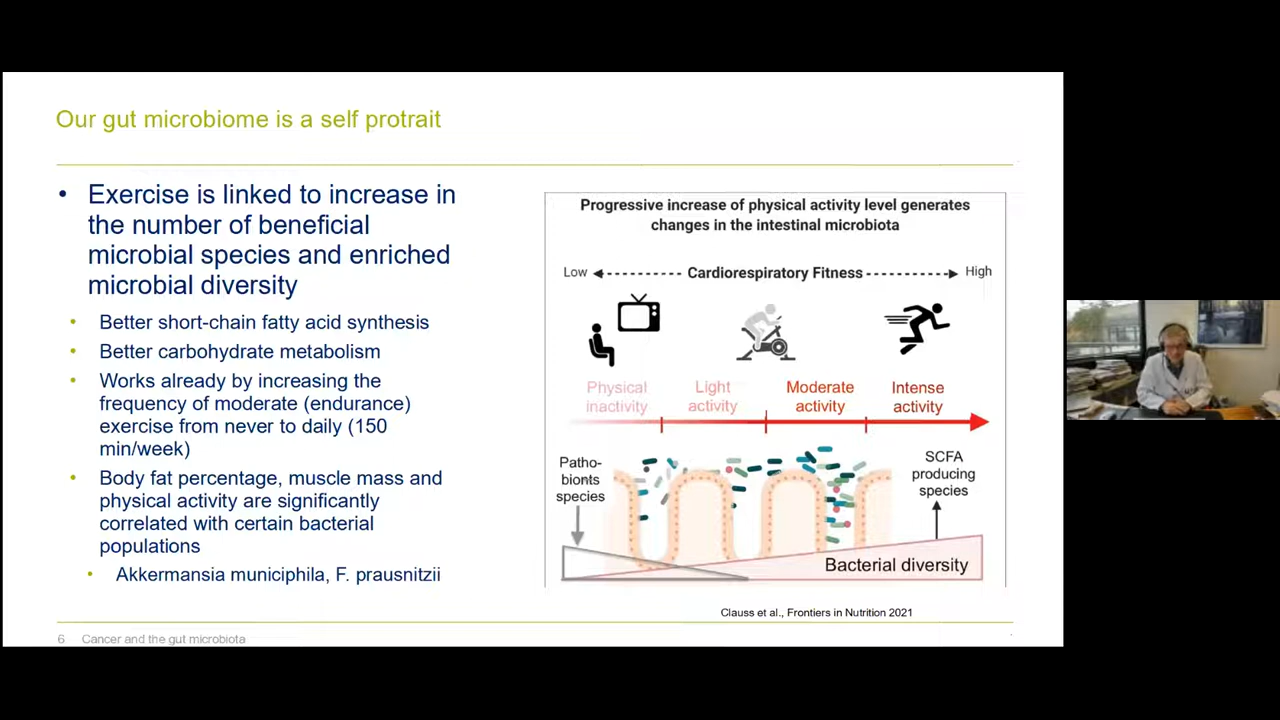 Our gut microbiome is a self protrait
• Exercise is linked to increase in
the number of beneficial
microbial species and enriched
microbial diversity
• Better short-chain fatty acid synthesis
• Better carbohydrate metabolism
• Works already by increasing the
frequency of moderate (endurance)
exercise from never to daily (150
min/week)
• Body fat percentage, muscle mass and
physical activity are significantly
correlated with certain bacterial
populations
• Akkermansia municiphila, F. prausnitzii
Progressive increase of physical activity level generates
changes in the intestinal microbiota
Low Cardiorespiratory Fitness High
Physical
inactivity
Light
activity
Moderate
activity
Intense
activity
Patho-
bionts
species
SCFA
producing
species
Bacterial diversity
Clauss et al., Frontiers in Nutrition 2021
6 Cancer and the gut microbiota